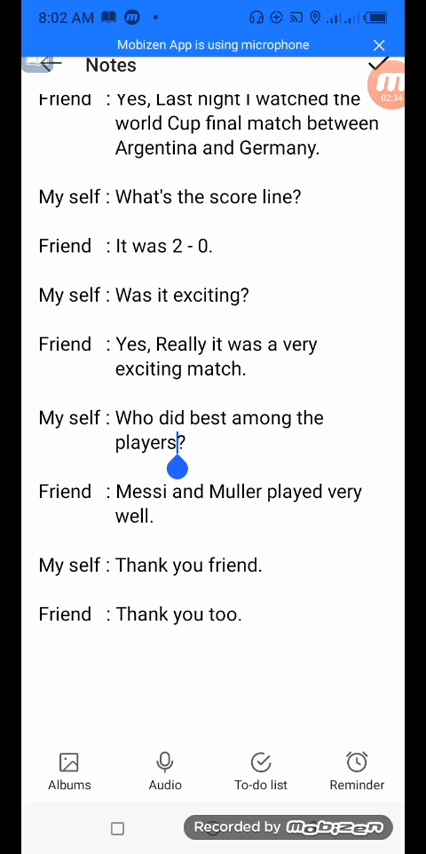 8:02 AM
Mobizen App is using microphone
Notes
02:34
Friend : Yes, Last night I watched the
world Cup final match between
Argentina and Germany.
My self : What's the score line?
Friend : It was 2 - 0.
My self : Was it exciting?
Friend : Yes, Really it was a very
exciting match.
My self : Who did best among the
players?
Friend : Messi and Muller played very
well.
My self : Thank you friend.
Friend : Thank you too.
Albums Audio To-do list Reminder
Recorded by mobizen